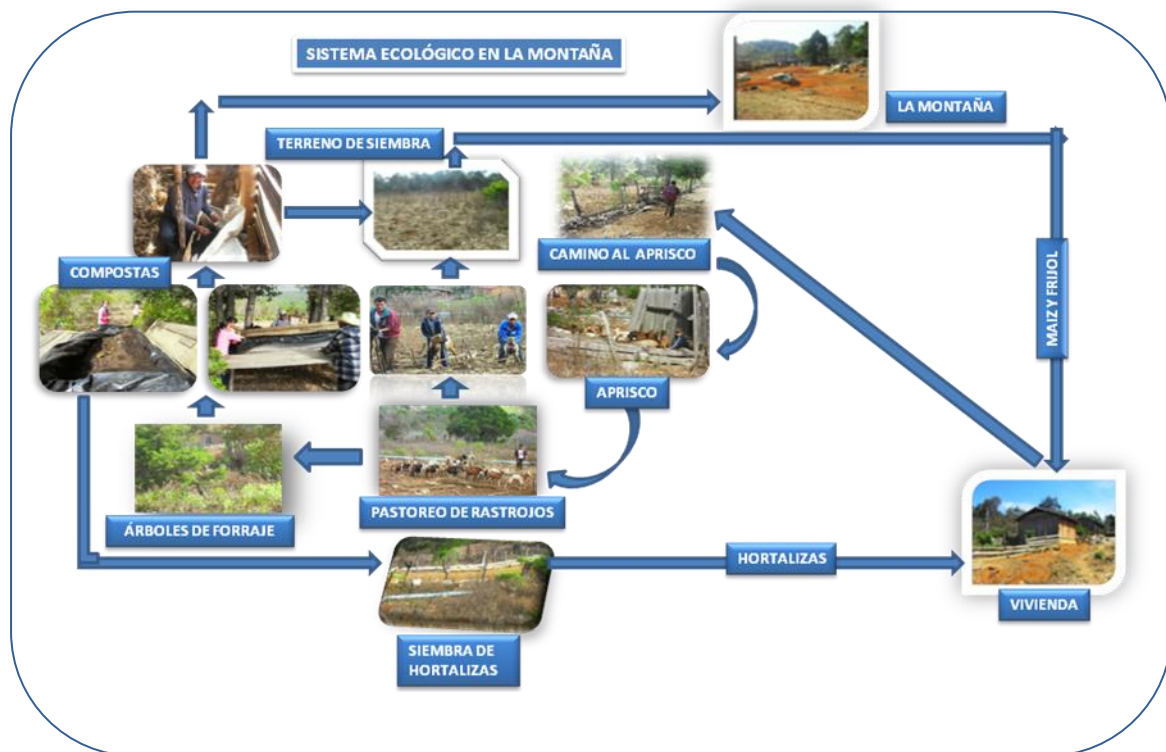 SISTEMA ECOLÓGICO EN LA MONTAÑA
LA MONTAÑA
TERRENO DE SIEMBRA
CAMINO AL APRISCO
COMPOSTAS
MAIZ Y FRIJOL
APRISCO
PASTOREO DE RASTROJOS
ÁRBOLES DE FORRAJE
HORTALIZAS
VIVIENDA
SIEMBRA DE
HORTALIZAS